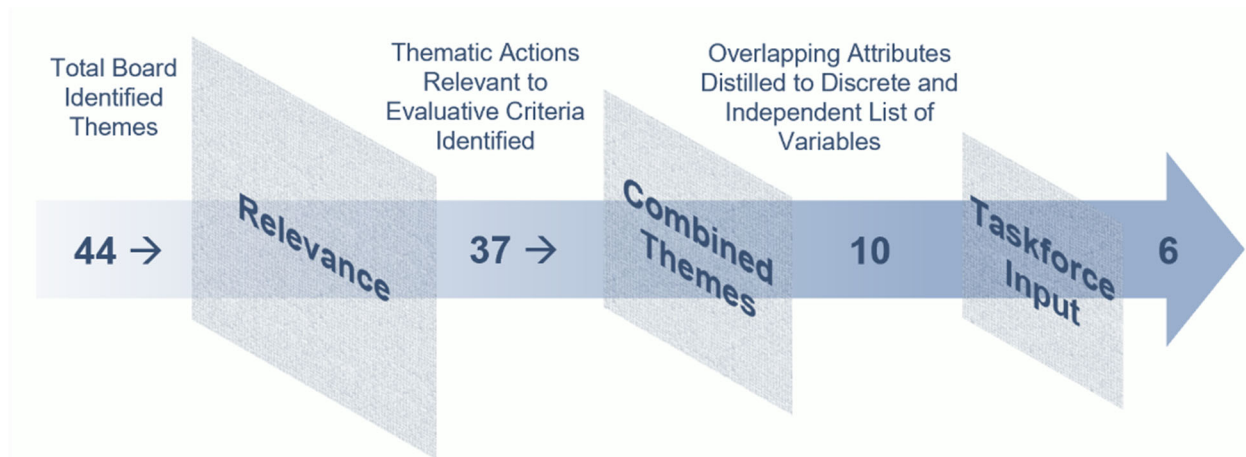 Total Board
Identified
Themes
Thematic Actions
Relevant to
Evaluative Criteria
Identified
Overlapping Attributes
Distilled to Discrete and
Independent List of
Variables
44 →
Relevance
37 →
Combined
Themes
10
Taskforce
Input
6